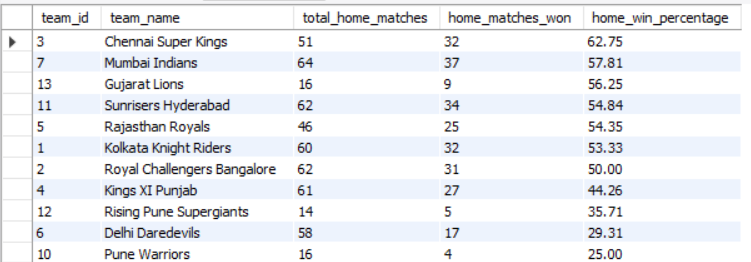 team_id team_name total_home_matches home_matches_won home_win_percentage
3 Chennai Super Kings 51 32 62.75
7 Mumbai Indians 64 37 57.81
13 Gujarat Lions 16 9 56.25
11 Sunrisers Hyderabad 62 34 54.84
5 Rajasthan Royals 46 25 54.35
1 Kolkata Knight Riders 60 32 53.33
2 Royal Challengers Bangalore 62 31 50.00
4 Kings XI Punjab 61 27 44.26
12 Rising Pune Supergiants 14 5 35.71
6 Delhi Daredevils 58 17 29.31
10 Pune Warriors 16 4 25.00